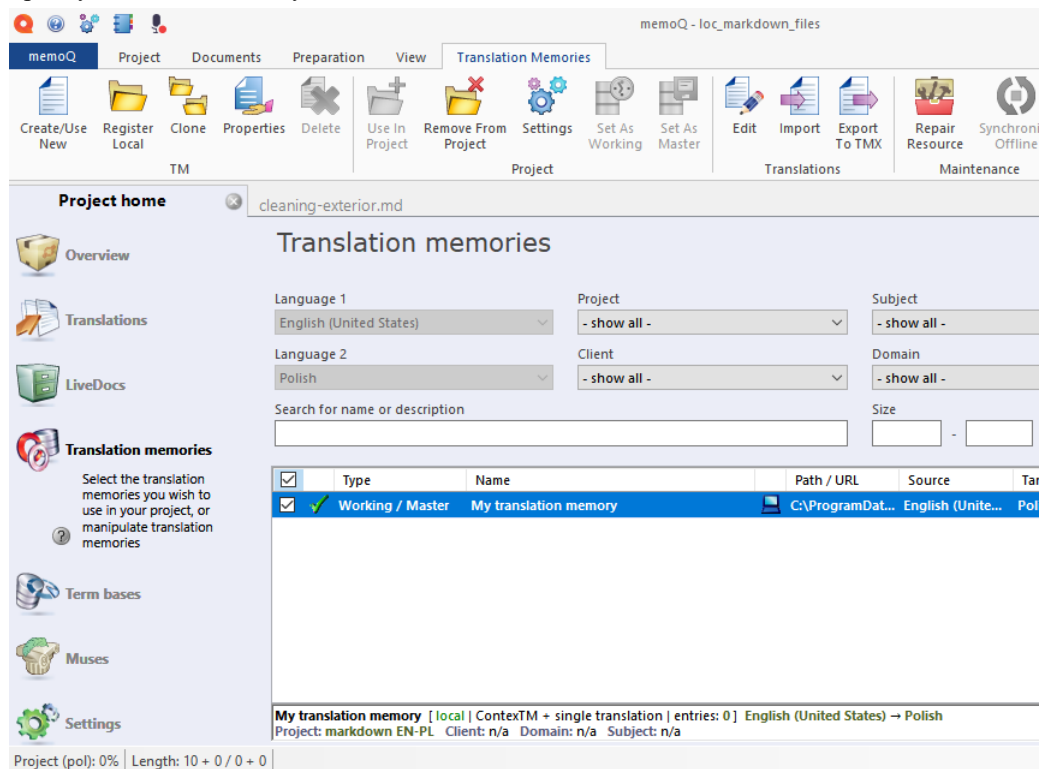 memoQ - loc_markdown_files
memoQ Project Documents Preparation View Translation Memories
Create/Use New Register Local Clone Properties Delete Use In Project Remove From Project Settings Set As Working Set As Master Edit Import Export To TMX Repair Resource Synchroni Offline
TM Project Translations Maintenance
Project home cleaning-exterior.md
Translation memories
Overview
Language 1 Project Subject
Translations English (United States) - show all - - show all -
Language 2 Client Domain
LiveDocs Polish - show all - - show all -
Search for name or description Size
-
Translation memories
Select the translation
memories you wish to
use in your project, or
manipulate translation
memories
Type Name Path / URL Source Tar
Working / Master My translation memory C:\ProgramDat... English (Unite... Pol
Term bases
Muses
Settings
My translation memory [ local | ContexTM + single translation | entries: 0 ] English (United States) → Polish
Project: markdown EN-PL Client: n/a Domain: n/a Subject: n/a
Project (pol): 0% Length: 10 + 0 / 0 + 0